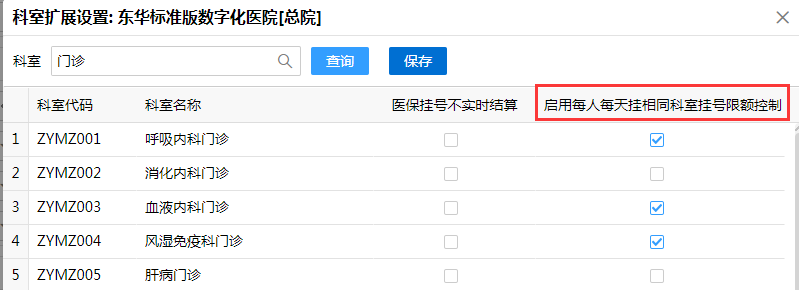 科室扩展设置: 东华标准版数字化医院[总院]
科室 门诊 查询 保存
科室代码 科室名称 医保挂号不实时结算 启用每人每天挂相同科室挂号限额控制
1 ZYMZ001 呼吸内科门诊
2 ZYMZ002 消化内科门诊
3 ZYMZ003 血液内科门诊
4 ZYMZ004 风湿免疫科门诊
5 ZYMZ005 肝病门诊